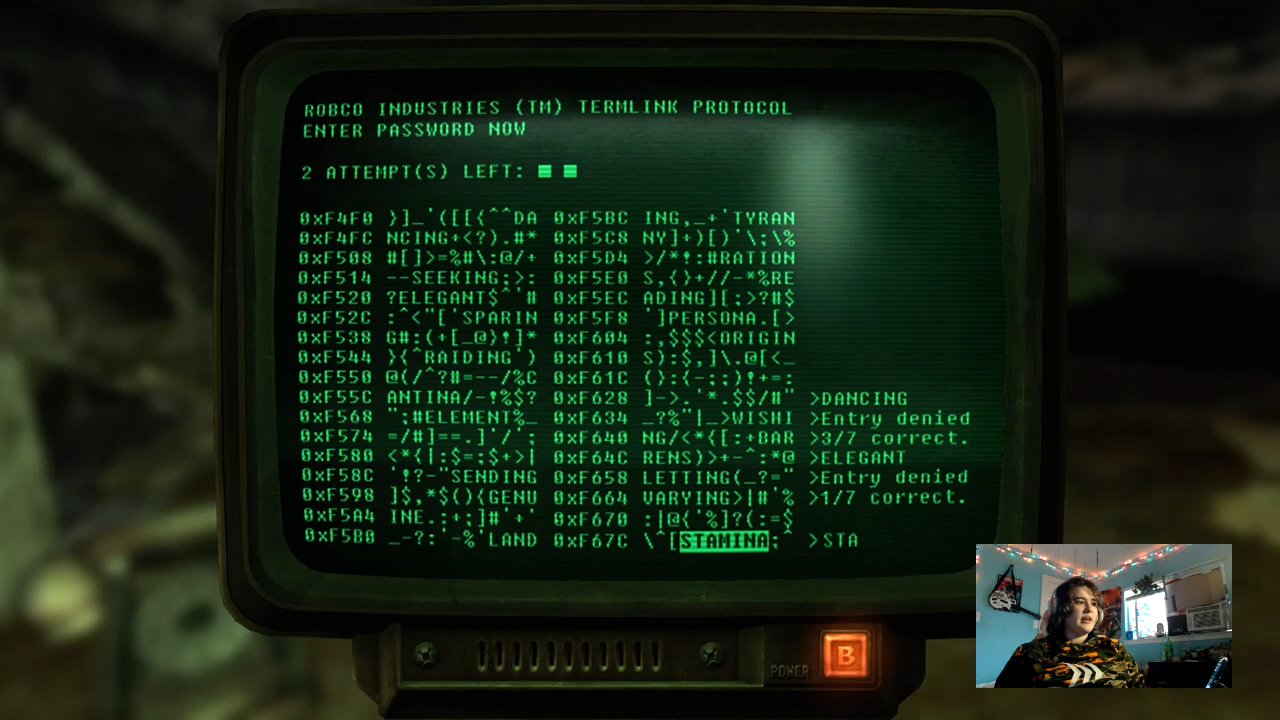 ROBCO INDUSTRIES (TM) TERMLINK PROTOCOL
ENTER PASSWORD NOW
2 ATTEMPT(S) LEFT:
0xF4F0 }]_'([[{^^DA 0xF5BC ING,_+'TYRAN
0xF4FC NCING+<?).#* 0xF5C8 NY]+)[)'\;\%
0xF508 #[]>=%#\:@/+ 0xF5D4 >/*!:#RATION
0xF514 --SEEKING;>: 0xF5E0 S,{)+//-*%RE
0xF520 ?ELEGANT$^'# 0xF5EC ADING][;>?#$
0xF52C :^<"['SPARIN 0xF5F8 ']PERSONA.[>
0xF538 G#:(+[_@}!]* 0xF604 :,$$$<ORIGIN
0xF544 }{^RAIDING') 0xF610 S):$,]\.@[<_
0xF550 @(/^?#=--/%C 0xF61C (}:{-;;)!+=:
0xF55C ANTINA/-!%$? 0xF628 ]->.'*.$$/#" >DANCING
0xF568 ";#ELEMENT%_ 0xF634 _?%"|_>WISHI >Entry denied
0xF574 =/#]==.]'/'; 0xF640 NG/<*{[:+BAR >3/7 correct.
0xF580 <*{|:$=:$+>| 0xF64C RENS)>+-^:*@ >ELEGANT
0xF58C '!?-"SENDING 0xF658 LETTING(_?=" >Entry denied
0xF598 ]$,*$(){GENU 0xF664 VARYING>|#'% >1/7 correct.
0xF5A4 INE.:+;]#'+' 0xF670 :|@{'%]?(:=$
0xF5B0 _-?:'-%'LAND 0xF67C \^[STAMINA;^ >STA
POWER
B